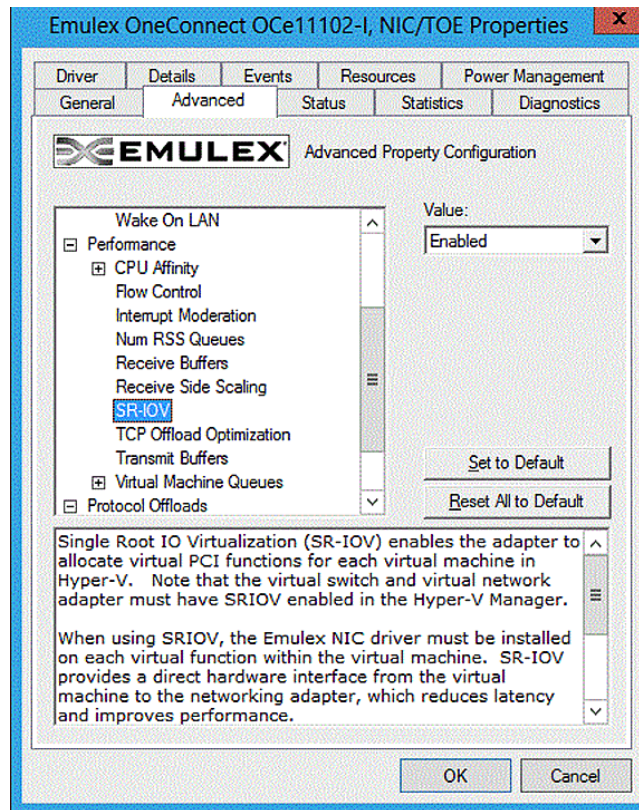 Emulex OneConnect OCe11102-I, NIC/TOE Properties
Driver Details Events Resources Power Management
General Advanced Status Statistics Diagnostics
EMULEX Advanced Property Configuration
Wake On LAN
Performance
CPU Affinity
Flow Control
Interrupt Moderation
Num RSS Queues
Receive Buffers
Receive Side Scaling
SR-IOV
TCP Offload Optimization
Transmit Buffers
Virtual Machine Queues
Protocol Offloads
Value:
Enabled
Set to Default
Reset All to Default
Single Root IO Virtualization (SR-IOV) enables the adapter to
allocate virtual PCI functions for each virtual machine in
Hyper-V. Note that the virtual switch and virtual network
adapter must have SRIOV enabled in the Hyper-V Manager.
When using SRIOV, the Emulex NIC driver must be installed
on each virtual function within the virtual machine. SR-IOV
provides a direct hardware interface from the virtual
machine to the networking adapter, which reduces latency
and improves performance.
OK Cancel